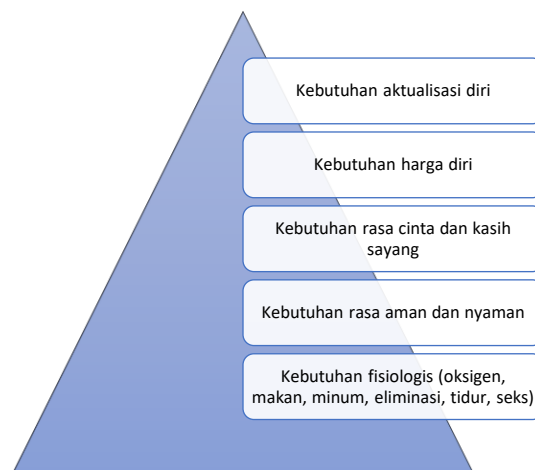 Kebutuhan aktualisasi diri
Kebutuhan harga diri
Kebutuhan rasa cinta dan kasih
sayang
Kebutuhan rasa aman dan nyaman
Kebutuhan fisiologis (oksigen,
makan, minum, eliminasi, tidur, seks)